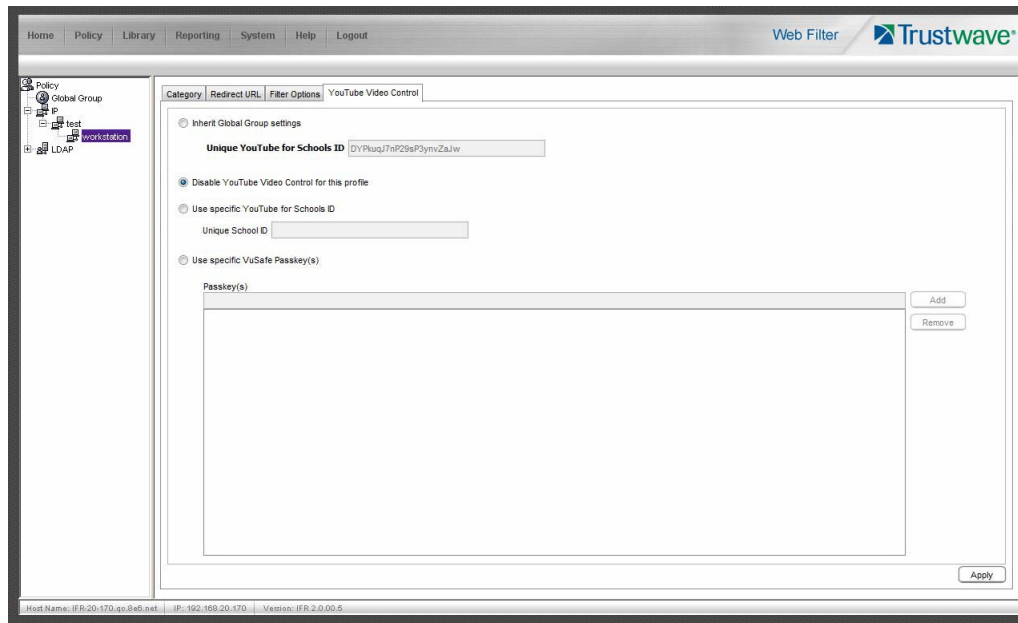 Home Policy Library Reporting System Help Logout
Web Filter
Trustwave®
Policy
Global Group
IP
test
workstation
LDAP
Category Redirect URL Filter Options YouTube Video Control
Inherit Global Group settings
Unique YouTube for Schools ID DYPkuqJ7nP29sP3ynvZaJw
Disable YouTube Video Control for this profile
Use specific YouTube for Schools ID
Unique School ID
Use specific VuSafe Passkey(s)
Passkey(s)
Add
Remove
Apply
Host Name: IFR-20-170.qc.8e6.net IP: 192.168.20.170 Version: IFR 2.0.00.5